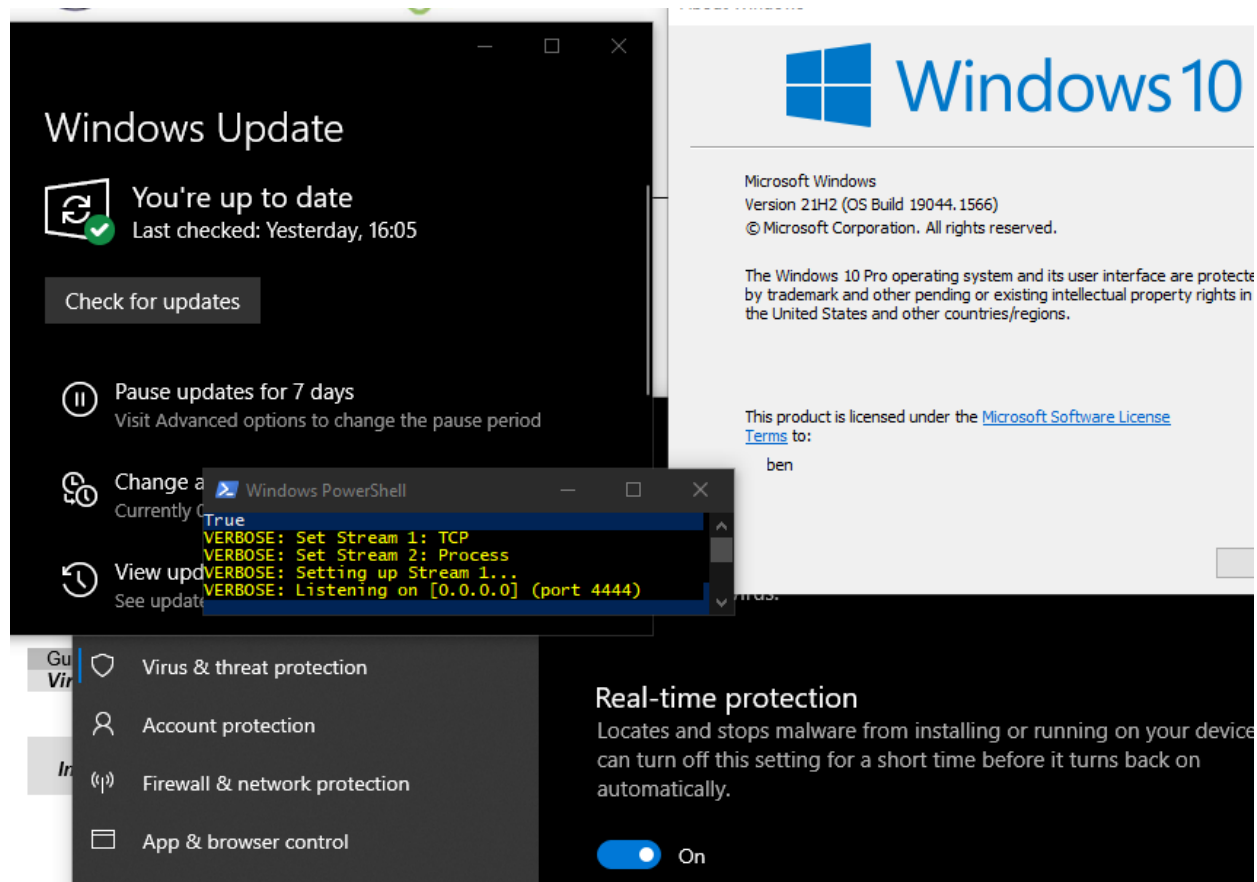 Windows Update
You're up to date
Last checked: Yesterday, 16:05
Check for updates
Pause updates for 7 days
Visit Advanced options to change the pause period
Change a
Currently
View upd
See update
Windows 10
Microsoft Windows
Version 21H2 (OS Build 19044.1566)
© Microsoft Corporation. All rights reserved.
The Windows 10 Pro operating system and its user interface are protecte
by trademark and other pending or existing intellectual property rights in
the United States and other countries/regions.
This product is licensed under the Microsoft Software License
Terms to:
ben
Windows PowerShell
True
VERBOSE: Set Stream 1: TCP
VERBOSE: Set Stream 2: Process
VERBOSE: Setting up Stream 1...
VERBOSE: Listening on [0.0.0.0] (port 4444)
Gu
Vir
In
Virus & threat protection
Account protection
Firewall & network protection
App & browser control
Real-time protection
Locates and stops malware from installing or running on your device
can turn off this setting for a short time before it turns back on
automatically.
On